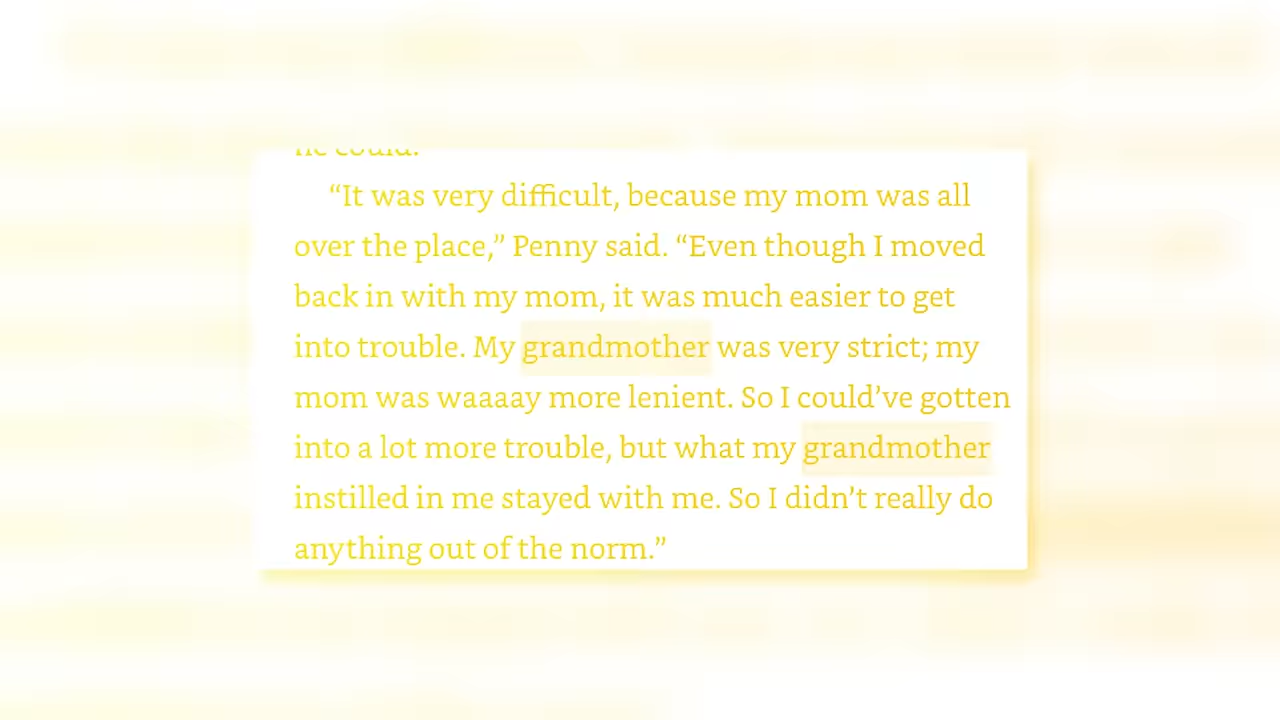 he could.
“It was very difficult, because my mom was all
over the place,” Penny said. “Even though I moved
back in with my mom, it was much easier to get
into trouble. My grandmother was very strict; my
mom was waaaay more lenient. So I could’ve gotten
into a lot more trouble, but what my grandmother
instilled in me stayed with me. So I didn’t really do
anything out of the norm.”